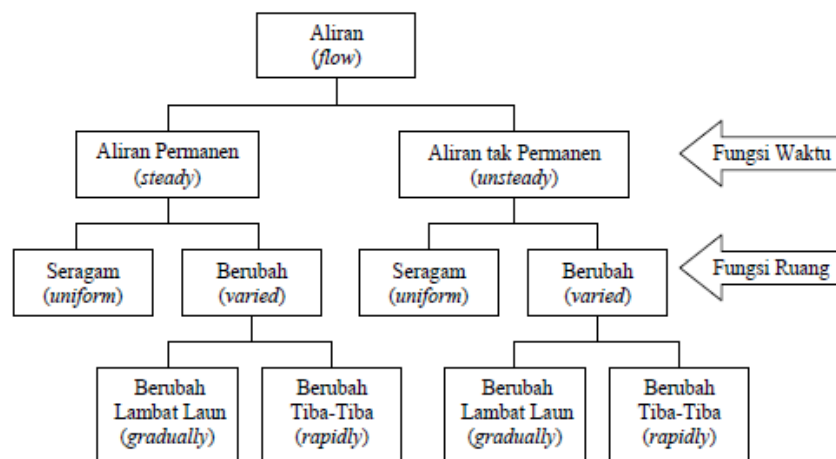 Aliran
(flow)
Aliran Permanen
(steady)
Aliran tak Permanen
(unsteady)
Fungsi Waktu
Seragam
(uniform)
Berubah
(varied)
Seragam
(uniform)
Berubah
(varied)
Fungsi Ruang
Berubah
Lambat Laun
(gradually)
Berubah
Tiba-Tiba
(rapidly)
Berubah
Lambat Laun
(gradually)
Berubah
Tiba-Tiba
(rapidly)